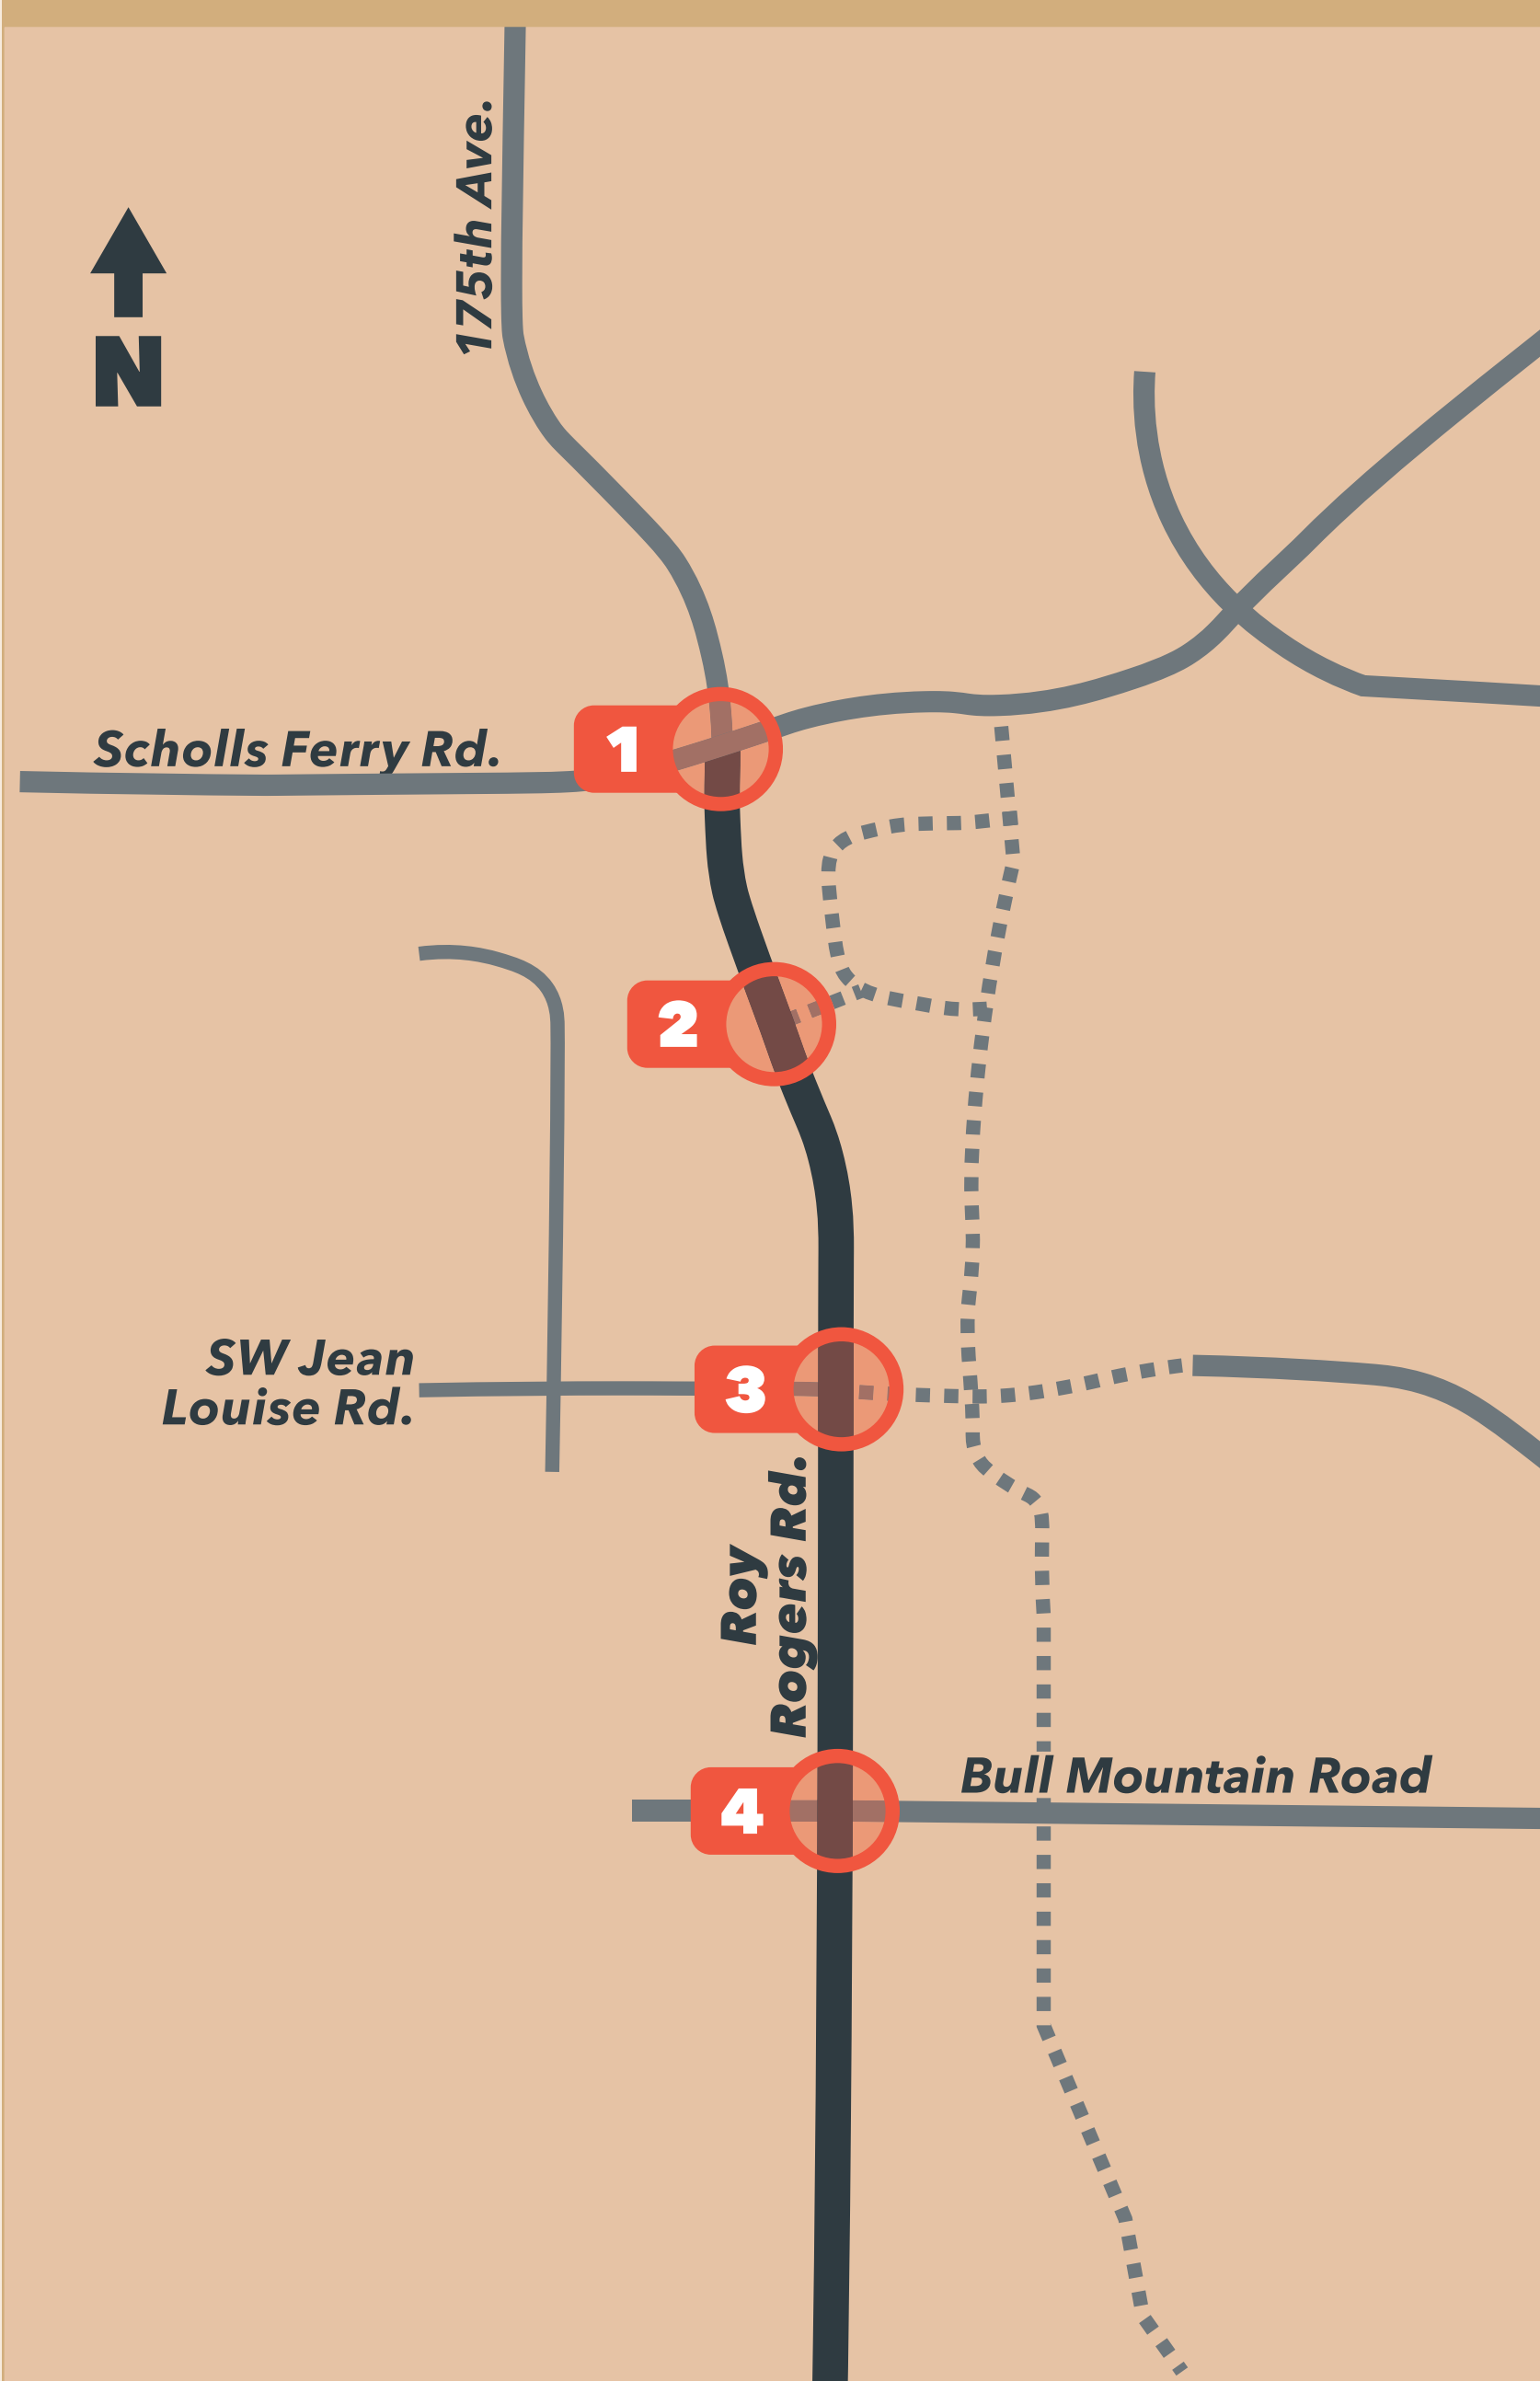 175th Ave.
N
Scholls Ferry Rd.
1
2
SW Jean
Louise Rd.
3
Roy
Rogers Rd.
Bull Mountain Road
4